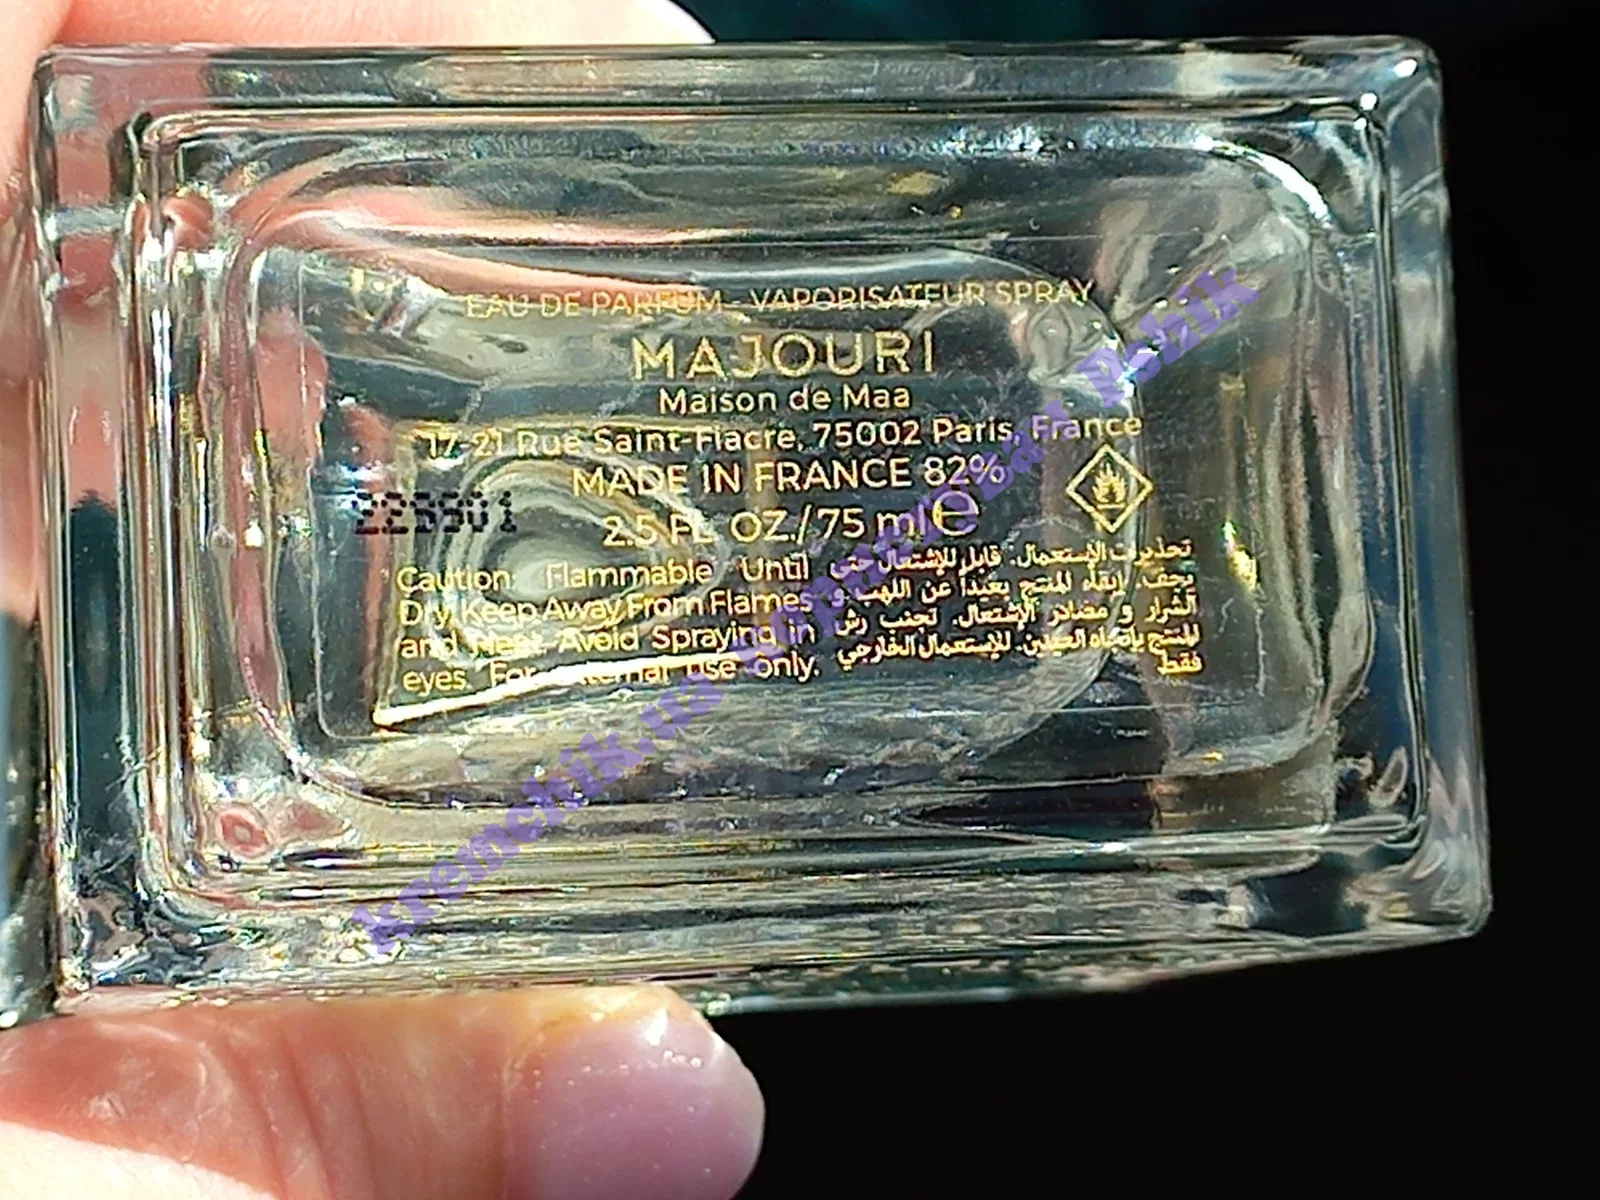 EAU DE PARFUM - VAPORISATEUR SPRAY
MAJOURI
Maison de Maa
17-21 Rue Saint-Fiacre, 75002 Paris, France
MADE IN FRANCE 82%
2.5 FL OZ./75 ml e
Caution: Flammable Until
Dry. Keep Away From Flames
and Heat. Avoid Spraying in
eyes. For external use only.
تحذيرات الإستعمال: قابل للإشتعال حتى
يجف. إبقاء المنتج بعيداً عن اللهب و
الشرار و مصادر الإشتعال. تجنب رش
المنتج بإتجاه العينين. للإستعمال الخارجي
فقط
kremchik.ua Pshik